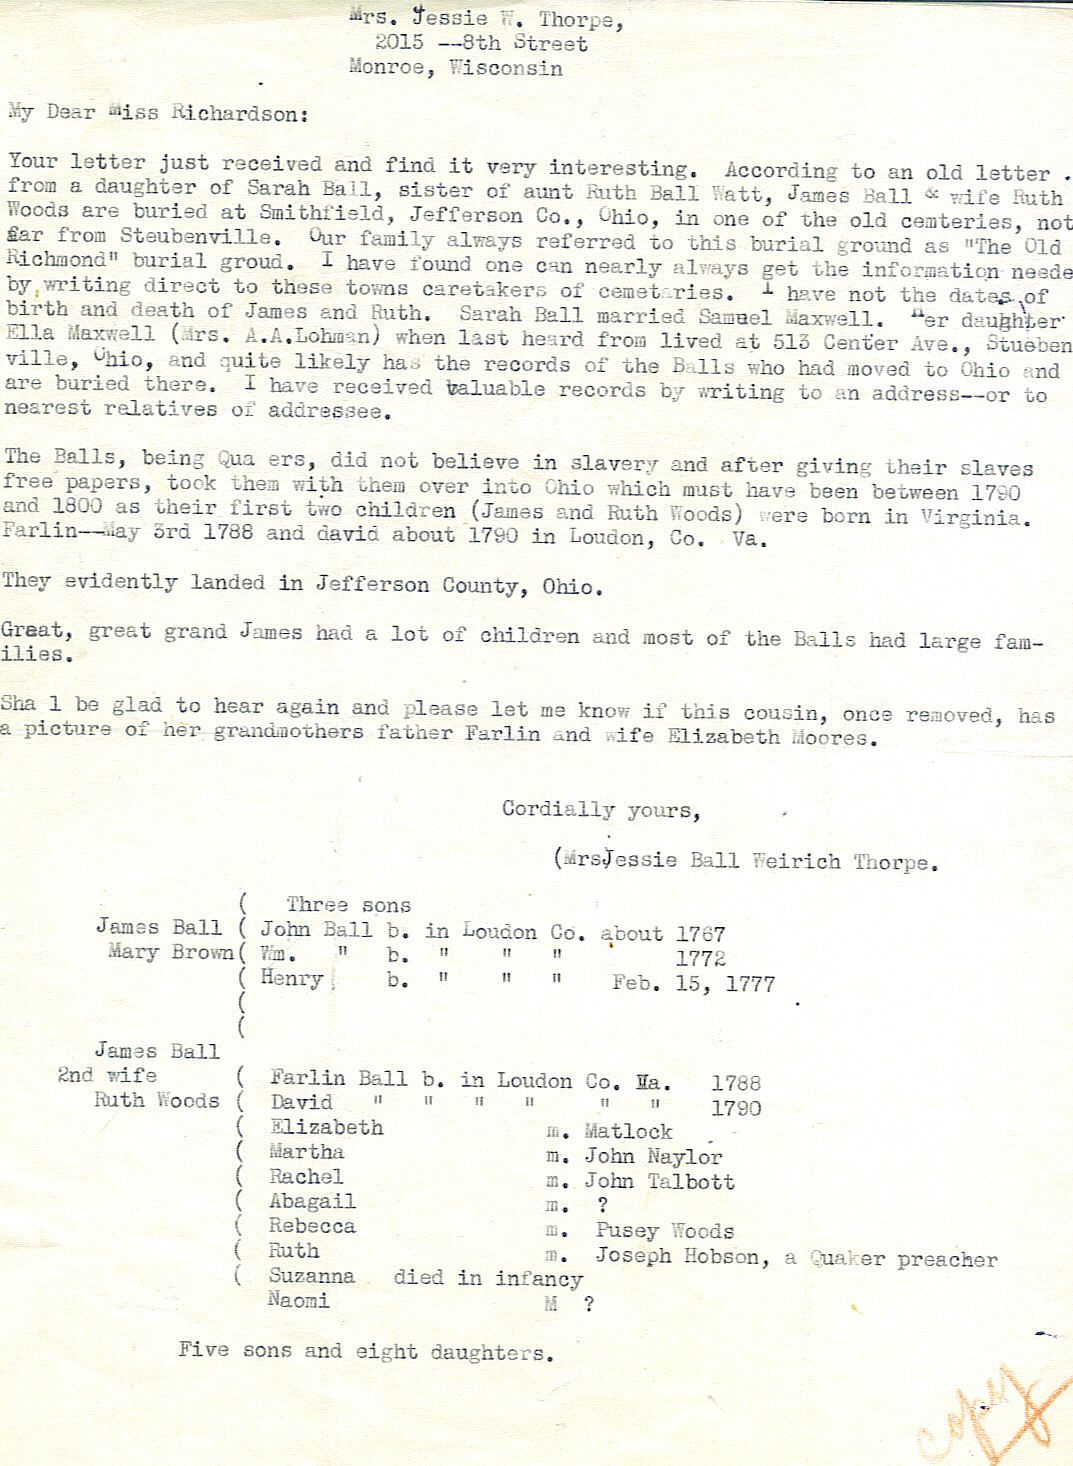 Mrs. Jessie W. Thorpe,
2015 --8th Street
Monroe, Wisconsin
My Dear Miss Richardson:
Your letter just received and find it very interesting. According to an old letter .
from a daughter of Sarah Ball, sister of aunt Ruth Ball Watt, James Ball & wife Ruth
Woods are buried at Smithfield, Jefferson Co., Ohio, in one of the old cemteries, not
far from Steubenville. Our family always referred to this burial ground as "The Old
Richmond" burial groud. I have found one can nearly always get the information neede
by writing direct to these towns caretakers of cemetaries. I have not the dates of
birth and death of James and Ruth. Sarah Ball married Samuel Maxwell. Her daughter
Ella Maxwell (Mrs. A.A.Lohman) when last heard from lived at 513 Center Ave., Stueben
ville, Ohio, and quite likely has the records of the Balls who had moved to Ohio and
are buried there. I have received valuable records by writing to an address--or to
nearest relatives of addressee.
The Balls, being Qua ers, did not believe in slavery and after giving their slaves
free papers, took them with them over into Ohio which must have been between 1790
and 1800 as their first two children (James and Ruth Woods) were born in Virginia.
Farlin--May 3rd 1788 and david about 1790 in Loudon, Co. Va.
They evidently landed in Jefferson County, Ohio.
Great, great grand James had a lot of children and most of the Balls had large fam-
ilies.
Sha l be glad to hear again and please let me know if this cousin, once removed, has
a picture of her grandmothers father Farlin and wife Elizabeth Moores.
Cordially yours,
(MrsJessie Ball Weirich Thorpe.
( Three sons
James Ball ( John Ball b. in Loudon Co. about 1767
Mary Brown( Wm. " b. " " " 1772
( Henry b. " " " Feb. 15, 1777
(
(
James Ball
2nd wife ( Farlin Ball b. in Loudon Co. Va. 1788
Ruth Woods ( David " " " " " " 1790
( Elizabeth m. Matlock
( Martha m. John Naylor
( Rachel m. John Talbott
( Abagail m. ?
( Rebecca m. Pusey Woods
( Ruth m. Joseph Hobson, a Quaker preacher
( Suzanna died in infancy
Naomi M ?
Five sons and eight daughters.
copy